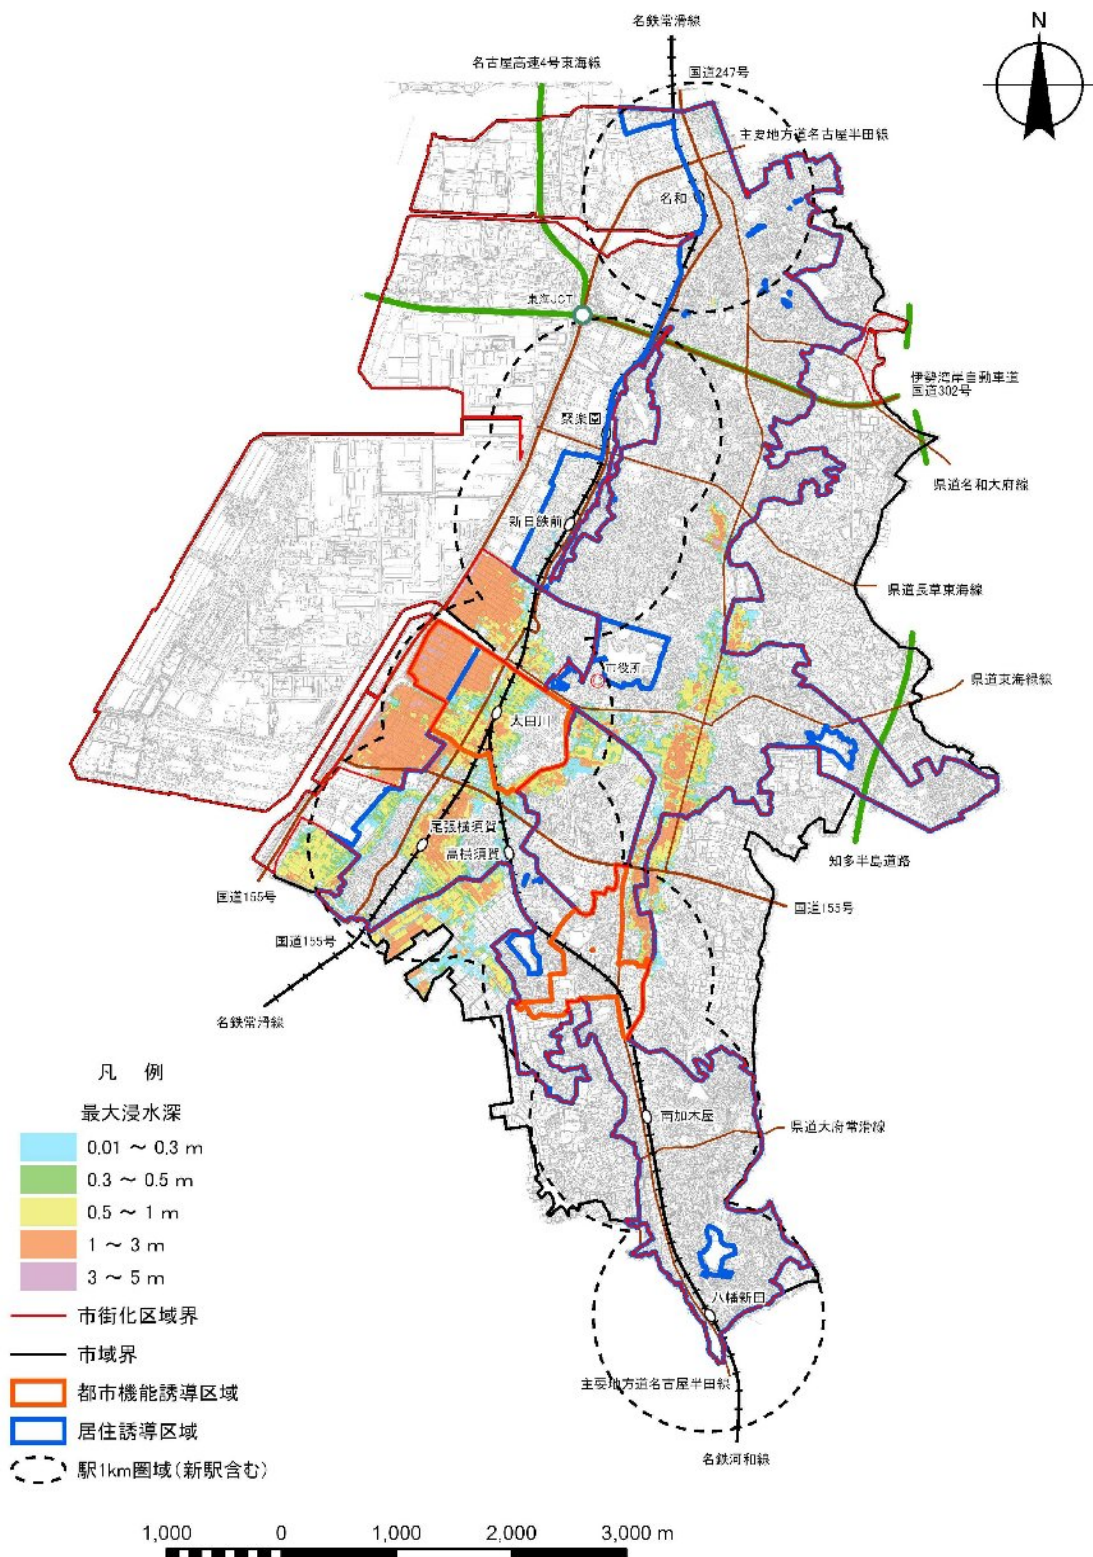 名鉄常滑線
N
名古屋高速4号東海線
国道247号
主要地方道名古屋半田線
名和
東海JCT
伊勢湾岸自動車道
国道302号
聚楽園
県道名和大府線
新日鉄前
県道長草東海線
市役所
県道東海緑線
太田川
尾張横須賀
高横須賀
知多半島道路
国道155号
国道155号
国道155号
名鉄常滑線
凡 例
最大浸水深
0.01 ～ 0.3 m
0.3 ～ 0.5 m
0.5 ～ 1 m
1 ～ 3 m
3 ～ 5 m
南加木屋
県道大府常滑線
市街化区域界
八幡新田
市域界
都市機能誘導区域
主要地方道名古屋半田線
居住誘導区域
名鉄河和線
駅1km圏域(新駅含む)
1,000 0 1,000 2,000 3,000 m